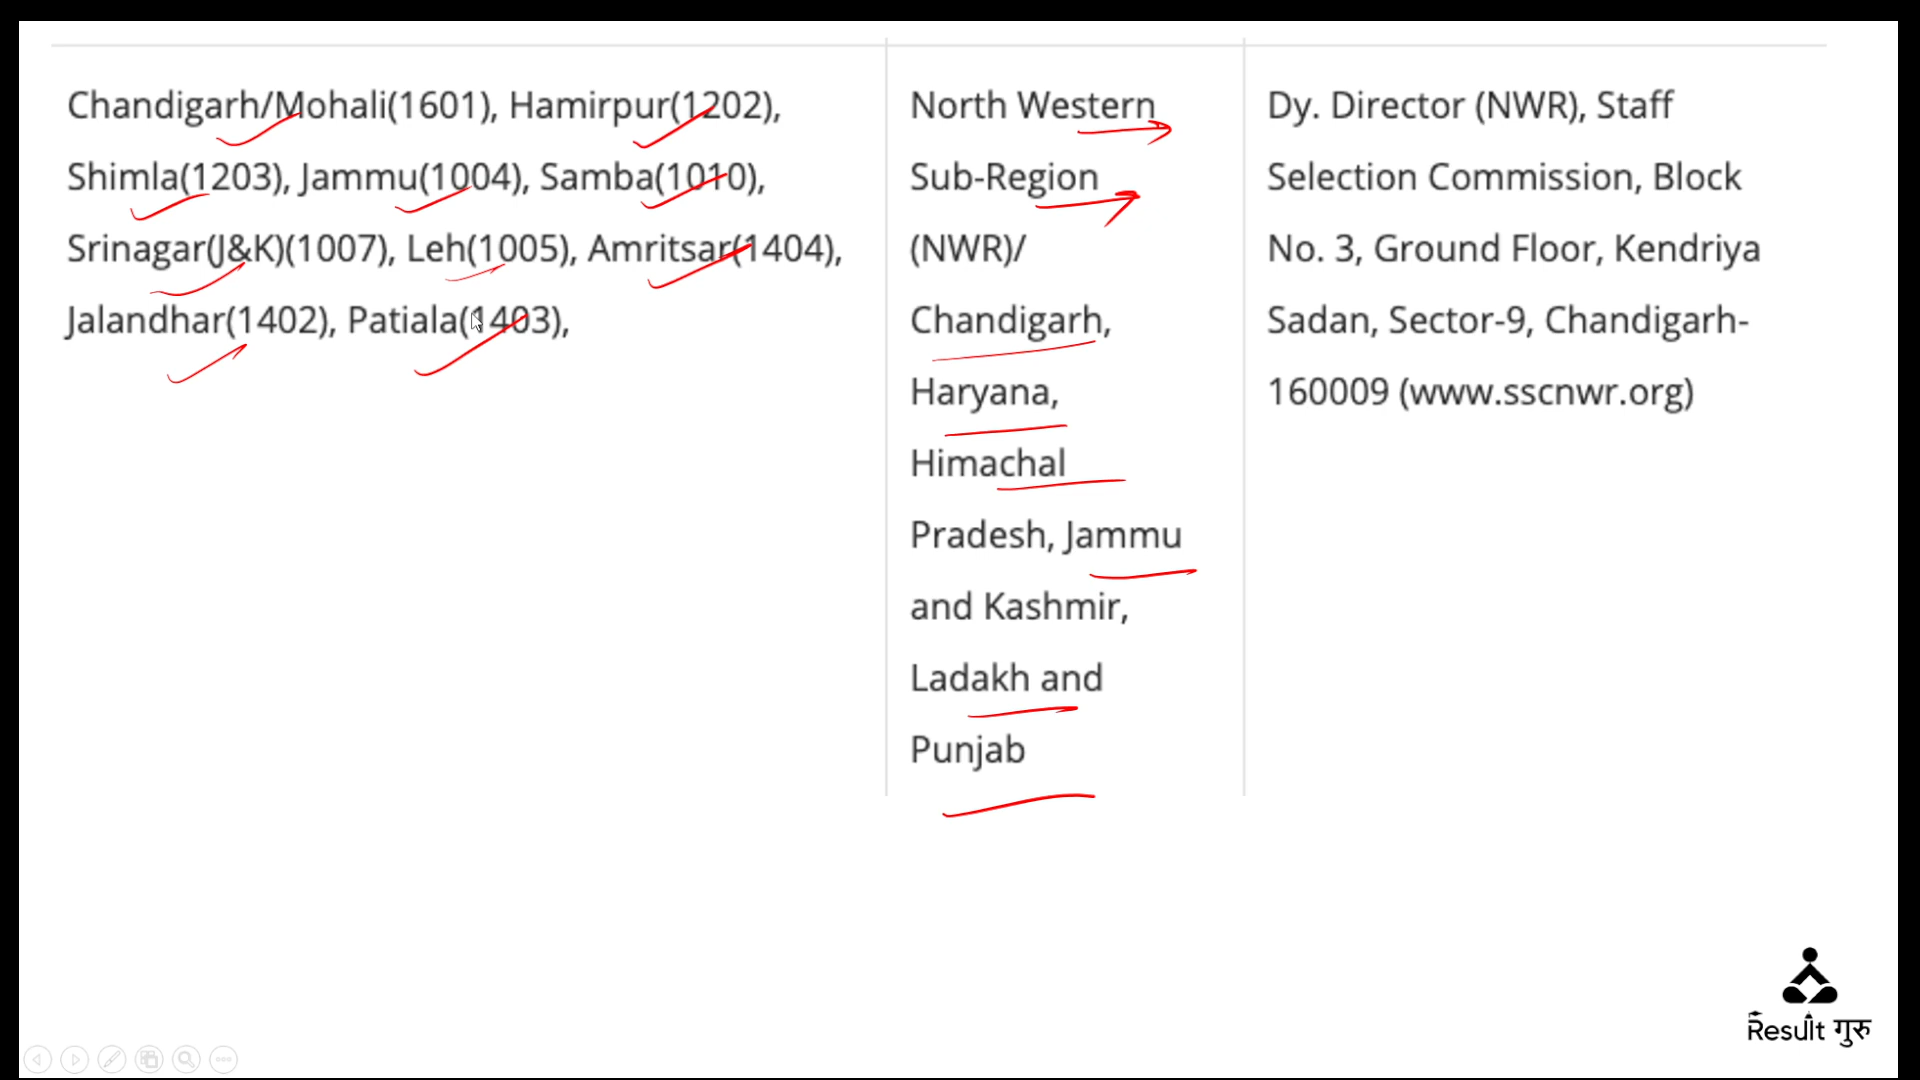 Chandigarh/Mohali(1601), Hamirpur(1202),
Shimla(1203), Jammu(1004), Samba(1010),
Srinagar(J&K)(1007), Leh(1005), Amritsar(1404),
Jalandhar(1402), Patiala(1403),
North Western
Sub-Region
(NWR)/
Chandigarh,
Haryana,
Himachal
Pradesh, Jammu
and Kashmir,
Ladakh and
Punjab
Dy. Director (NWR), Staff
Selection Commission, Block
No. 3, Ground Floor, Kendriya
Sadan, Sector-9, Chandigarh-
160009 (www.sscnwr.org)
Result गुरु